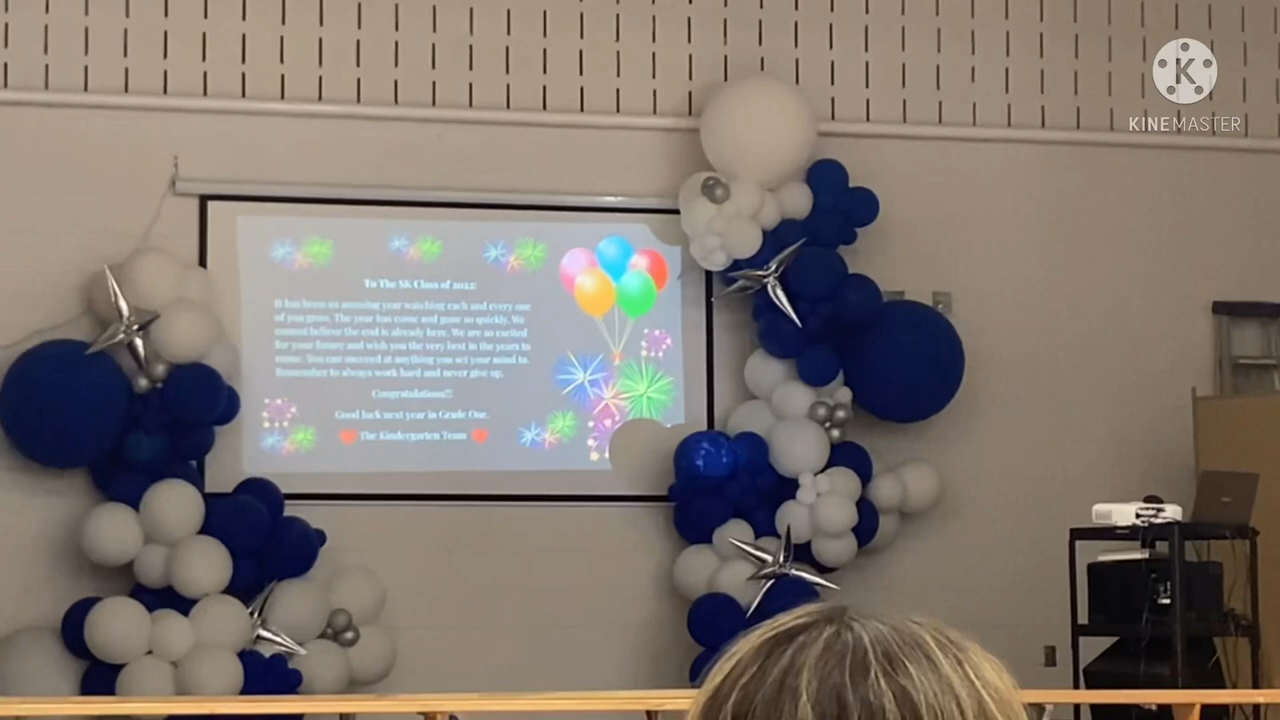 KINEMASTER
To The SK Class of 2022:
It has been an amazing year watching each and every one
of you grow. The year has come and gone so quickly. We
cannot believe the end is already here. We are so excited
for your future and wish you the very best in the years to
come. You can succeed at anything you set your mind to.
Remember to always work hard and never give up.
Congratulations!!!
Good luck next year in Grade One.
The Kindergarten Team